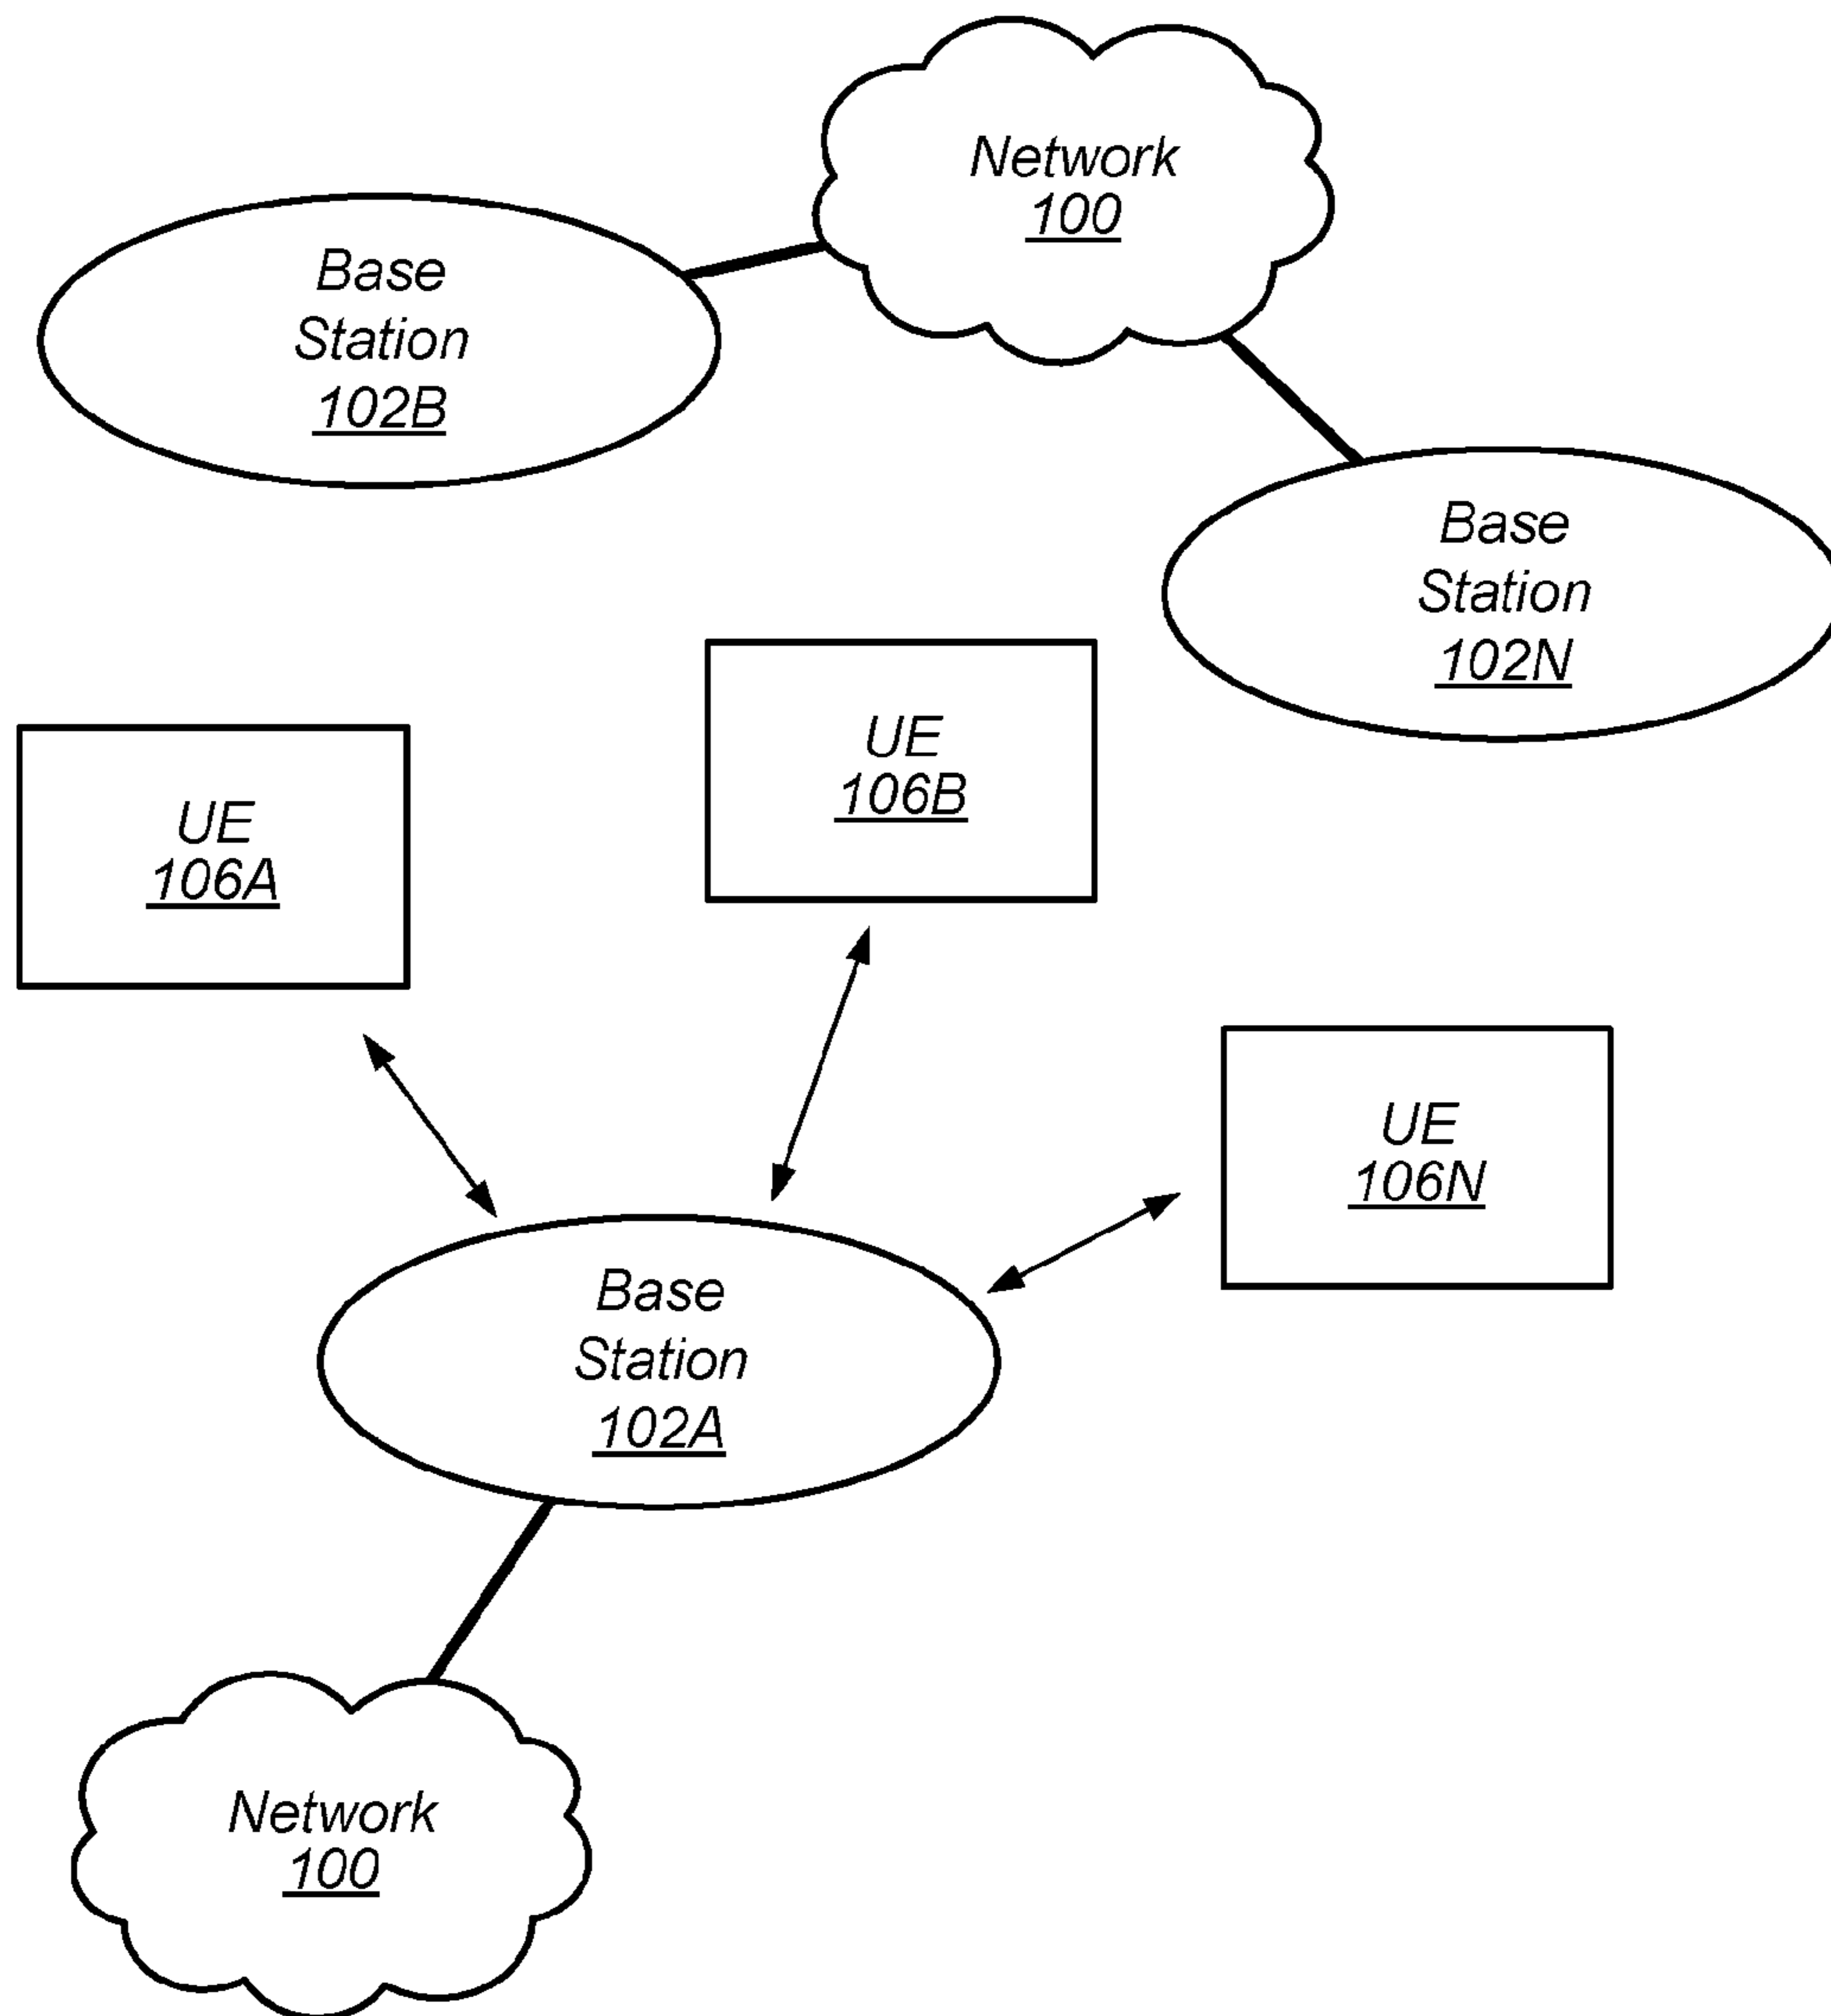 Network
100
Base
Station
102B
Base
Station
102N
UE
106B
UE
106A
UE
106N
Base
Station
102A
Network
100